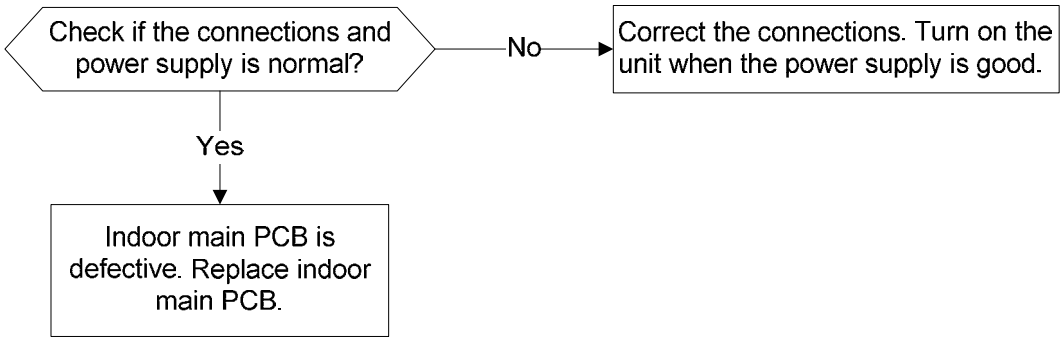 Check if the connections and
power supply is normal?
No
Correct the connections. Turn on the
unit when the power supply is good.
Yes
Indoor main PCB is
defective. Replace indoor
main PCB.